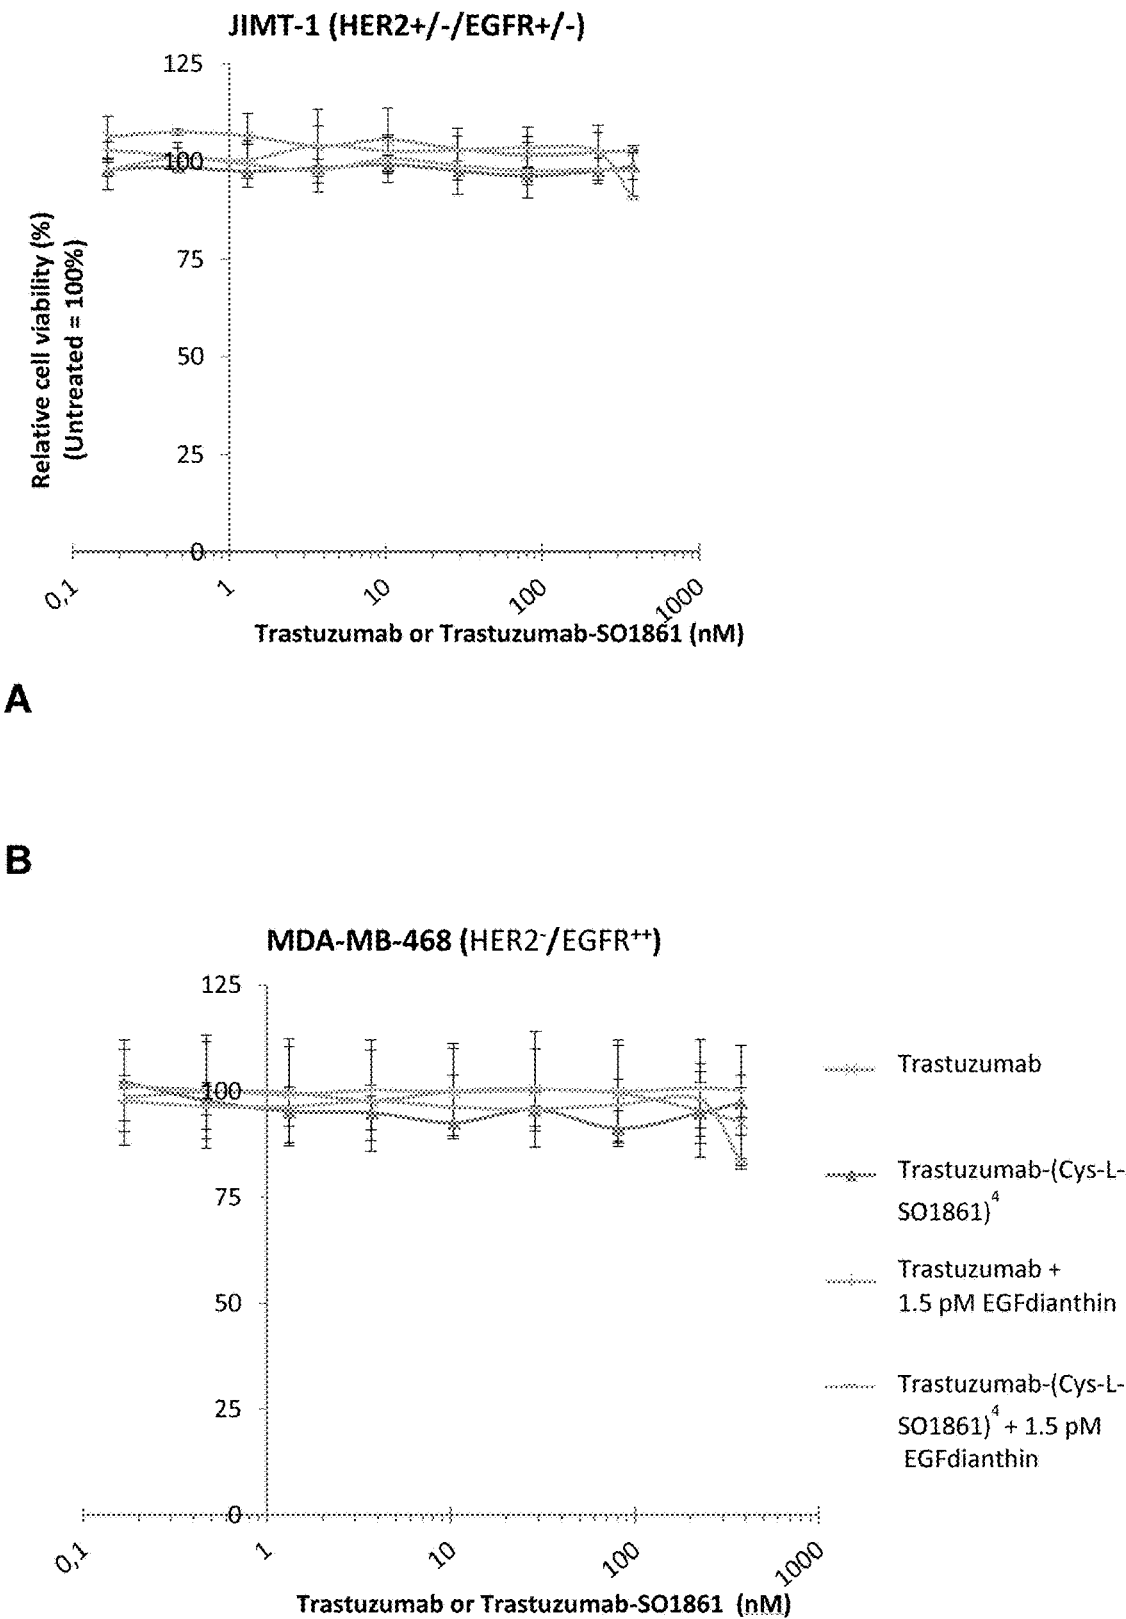 JIMT-1 (HER2+/-/EGFR+/-)
125
100
75
50
25
0
Relative cell viability (%)
(Untreated = 100%)
0,1
1
10
100
1000
Trastuzumab or Trastuzumab-SO1861 (nM)
A
B
MDA-MB-468 (HER2⁻/EGFR⁺⁺)
125
100
75
50
25
0
0,1
1
10
100
1000
Trastuzumab or Trastuzumab-SO1861 (nM)
Trastuzumab
Trastuzumab-(Cys-L-
SO1861)⁴
Trastuzumab +
1.5 pM EGFdianthin
Trastuzumab-(Cys-L-
SO1861)⁴ + 1.5 pM
EGFdianthin